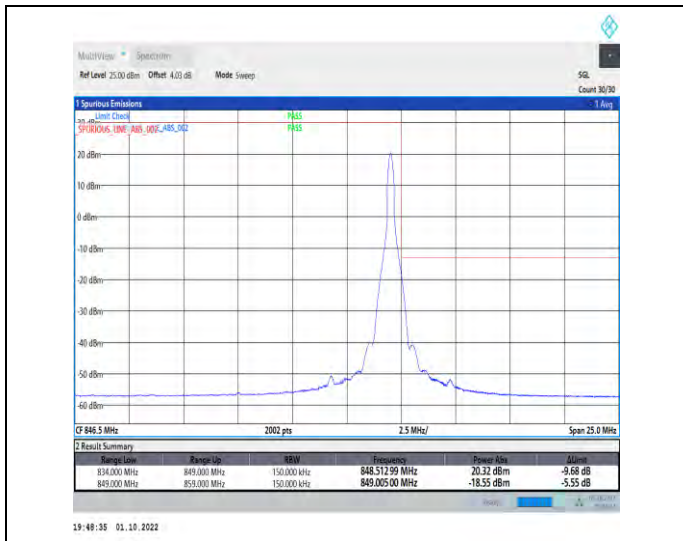 MultiView Spectrum
Ref Level 25.00 dBm Offset 4.03 dB Mode Sweep SGL
Count 30/30
1 Spurious Emissions 1 Avg
Limit Check PASS
PASS
20 dBm
10 dBm
0 dBm
-10 dBm
-20 dBm
-30 dBm
-40 dBm
-50 dBm
-60 dBm
CF 846.5 MHz 2002 pts 2.5 MHz/ Span 25.0 MHz
2 Result Summary
Range Low Range Up RBW Frequency Power Abs ΔLimit
834.000 MHz 849.000 MHz 150.000 kHz 848.51299 MHz 20.32 dBm -9.68 dB
849.000 MHz 859.000 MHz 150.000 kHz 849.00500 MHz -18.55 dBm -5.55 dB
19:48:35 01.10.2022